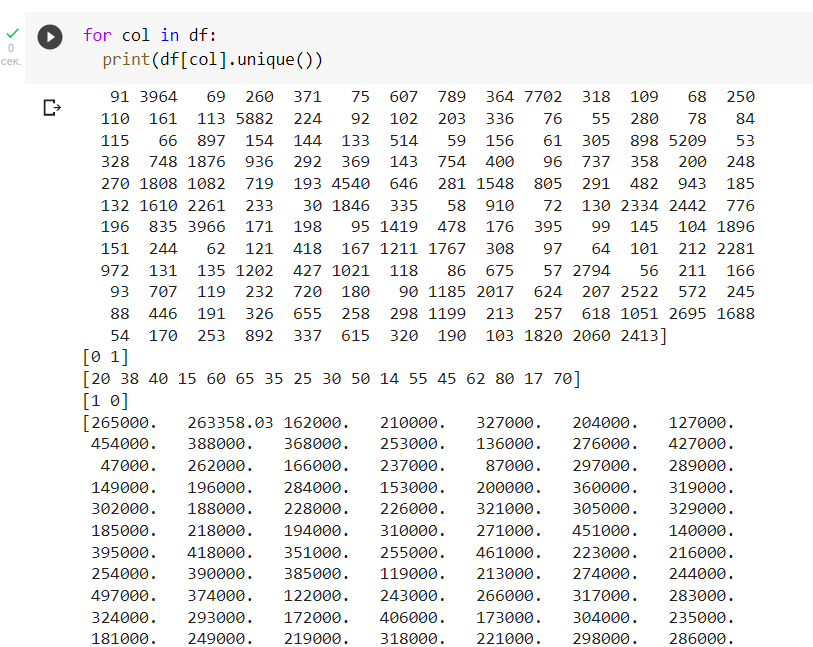 for col in df:
0
сек.
print(df[col].unique())
91 3964 69 260 371 75 607 789 364 7702 318 109 68 250
110 161 113 5882 224 92 102 203 336 76 55 280 78 84
115 66 897 154 144 133 514 59 156 61 305 898 5209 53
328 748 1876 936 292 369 143 754 400 96 737 358 200 248
270 1808 1082 719 193 4540 646 281 1548 805 291 482 943 185
132 1610 2261 233 30 1846 335 58 910 72 130 2334 2442 776
196 835 3966 171 198 95 1419 478 176 395 99 145 104 1896
151 244 62 121 418 167 1211 1767 308 97 64 101 212 2281
972 131 135 1202 427 1021 118 86 675 57 2794 56 211 166
93 707 119 232 720 180 90 1185 2017 624 207 2522 572 245
88 446 191 326 655 258 298 1199 213 257 618 1051 2695 1688
54 170 253 892 337 615 320 190 103 1820 2060 2413]
[0 1]
[20 38 40 15 60 65 35 25 30 50 14 55 45 62 80 17 70]
[1 0]
[265000. 263358.03 162000. 210000. 327000. 204000. 127000.
454000. 388000. 368000. 253000. 136000. 276000. 427000.
47000. 262000. 166000. 237000. 87000. 297000. 289000.
149000. 196000. 284000. 153000. 200000. 360000. 319000.
302000. 188000. 228000. 226000. 321000. 305000. 329000.
185000. 218000. 194000. 310000. 271000. 451000. 140000.
395000. 418000. 351000. 255000. 461000. 223000. 216000.
254000. 390000. 385000. 119000. 213000. 274000. 244000.
497000. 374000. 122000. 243000. 266000. 317000. 283000.
324000. 293000. 172000. 406000. 173000. 304000. 235000.
181000. 249000. 219000. 318000. 221000. 298000. 286000.